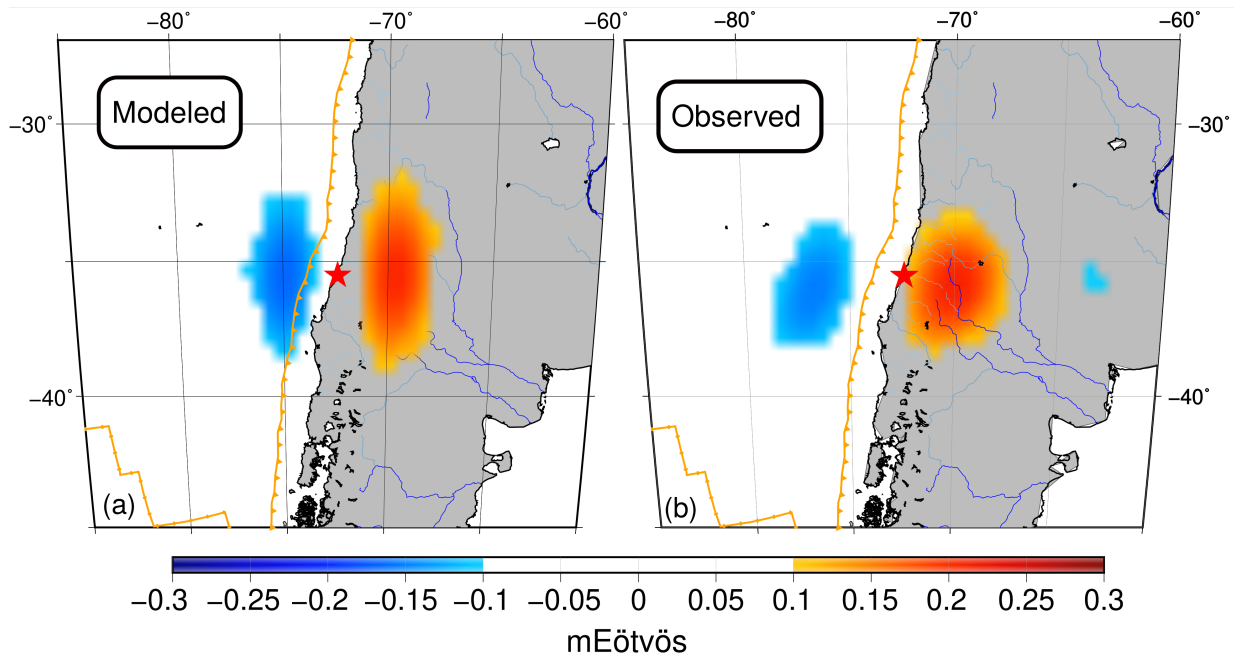 −80˚ −70˚ −60˚ −80˚ −70˚ −60˚
Modeled Observed
−30˚ −30˚
−40˚ −40˚
(a) (b)
−0.3 −0.25 −0.2 −0.15 −0.1 −0.05 0 0.05 0.1 0.15 0.2 0.25 0.3
mEötvös